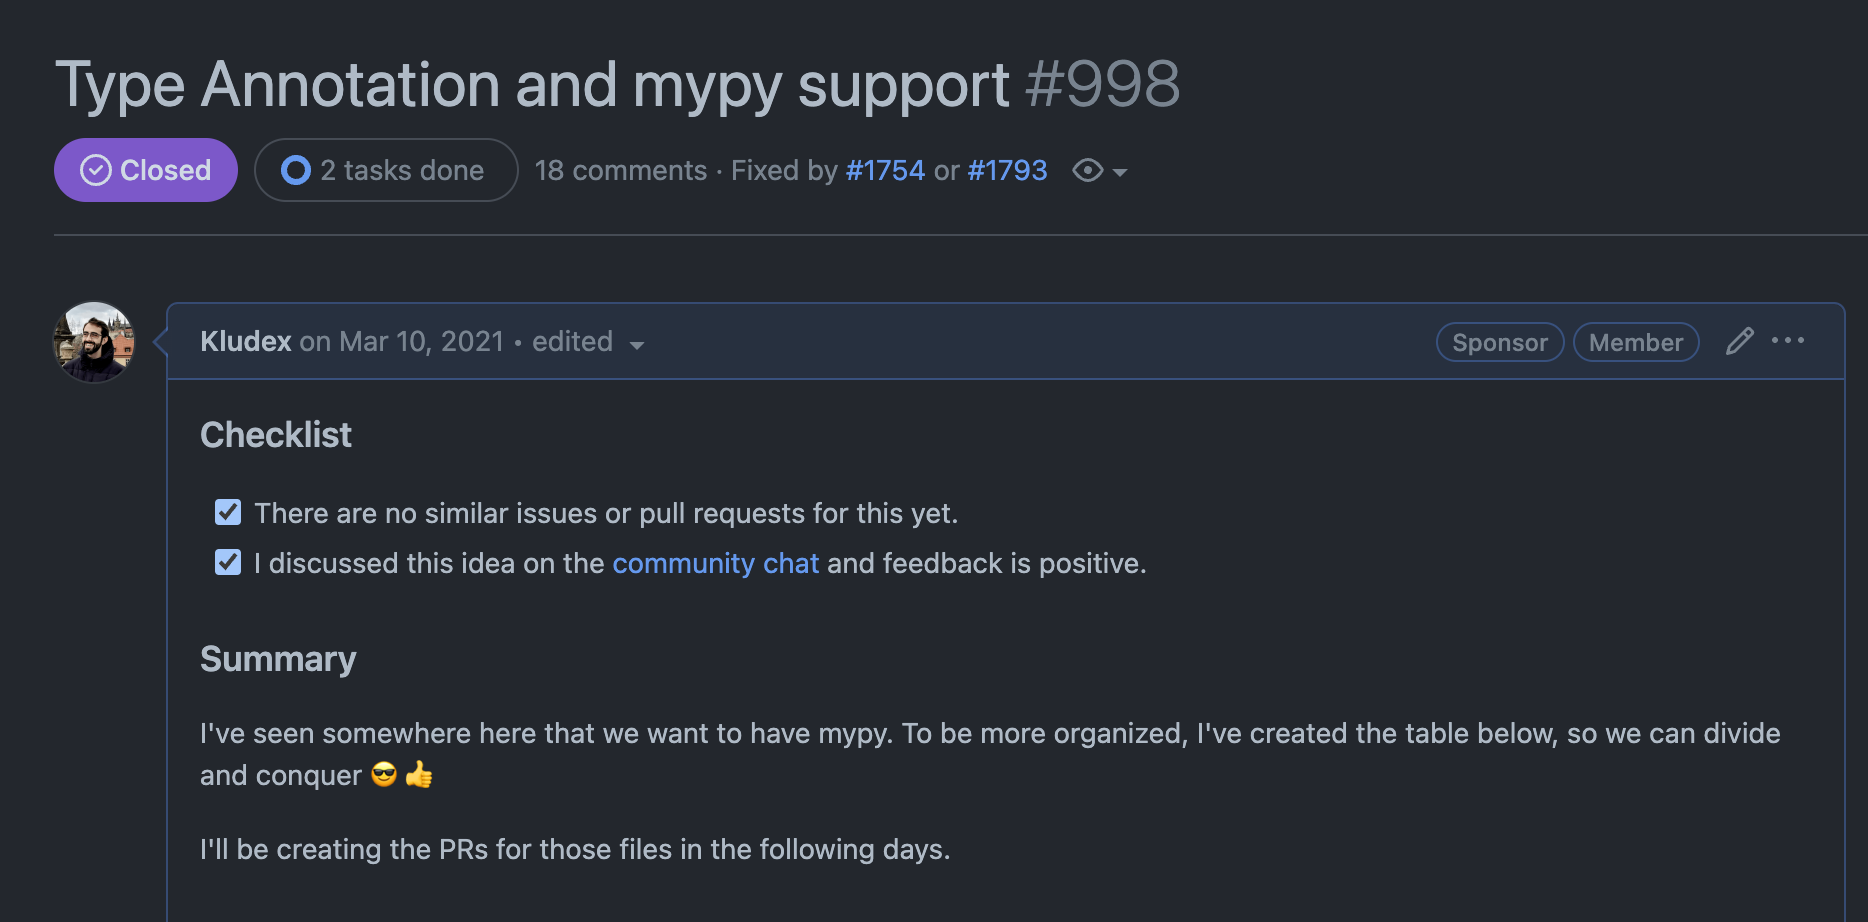 Type Annotation and mypy support #998
Closed 2 tasks done 18 comments · Fixed by #1754 or #1793
Kludex on Mar 10, 2021 • edited Sponsor Member
Checklist
There are no similar issues or pull requests for this yet.
I discussed this idea on the community chat and feedback is positive.
Summary
I've seen somewhere here that we want to have mypy. To be more organized, I've created the table below, so we can divide
and conquer 😎 👍
I'll be creating the PRs for those files in the following days.